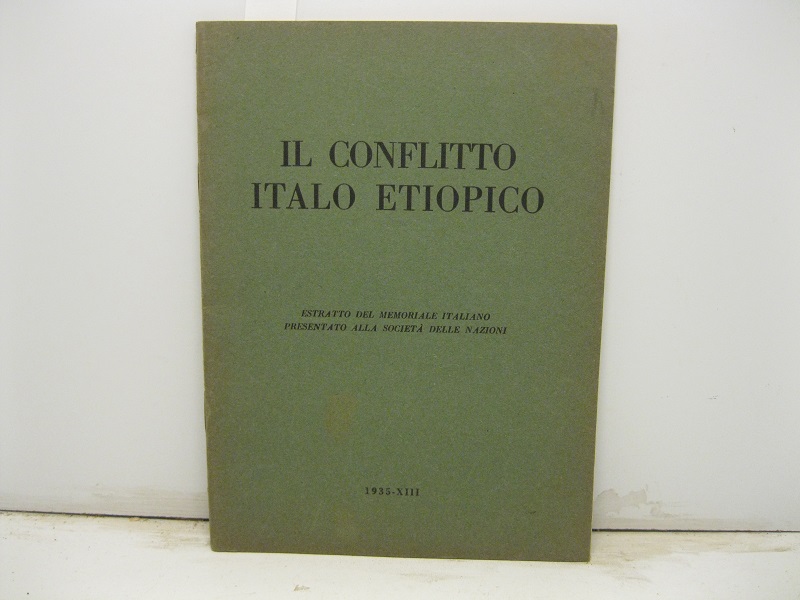 IL CONFLITTO
ITALO ETIOPICO
ESTRATTO DEL MEMORIALE ITALIANO
PRESENTATO ALLA SOCIETÀ DELLE NAZIONI
1935-XIII